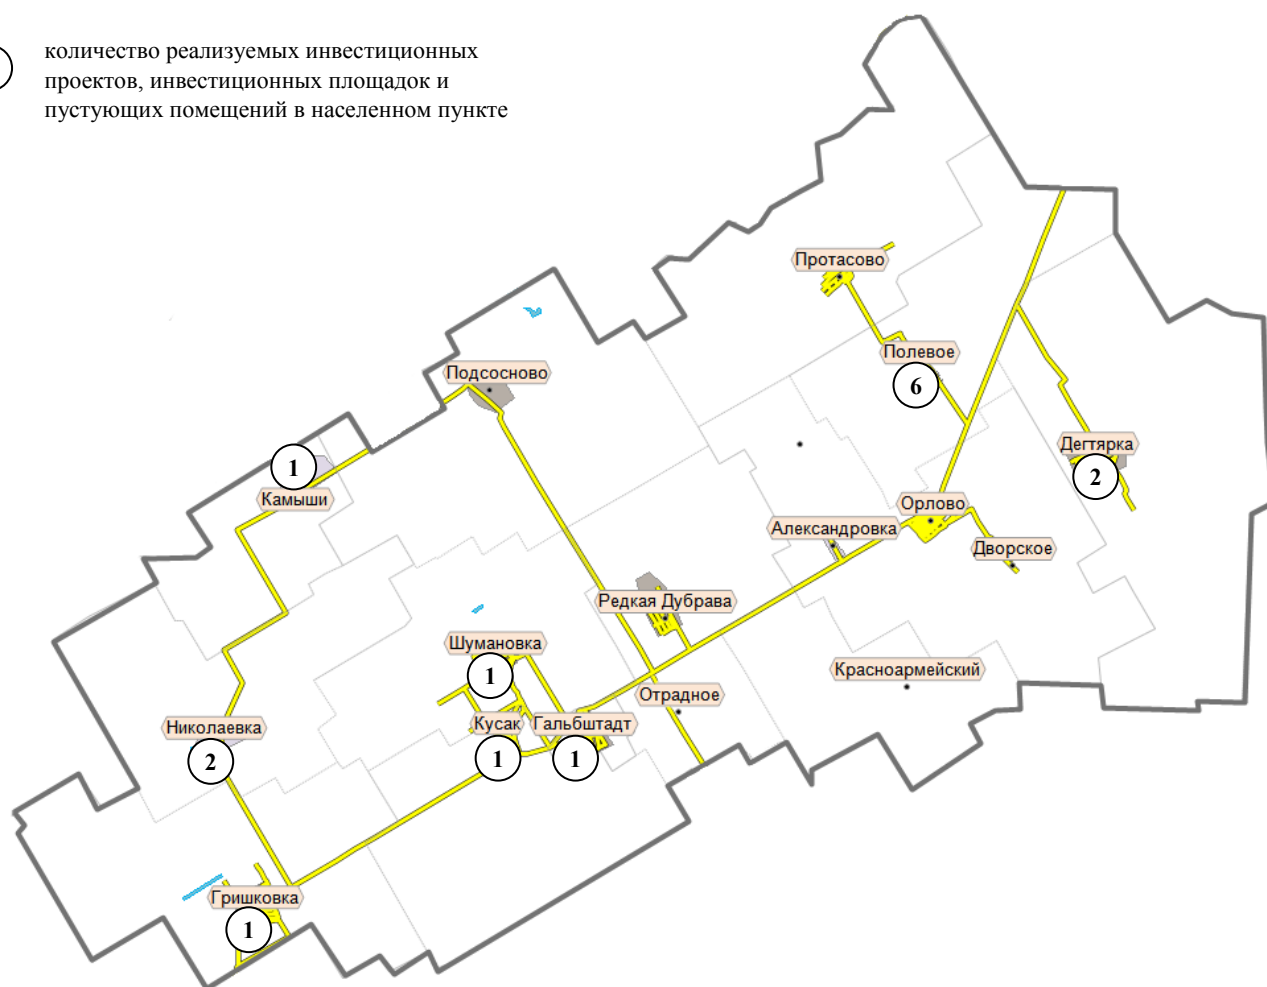 количество реализуемых инвестиционных
проектов, инвестиционных площадок и
пустующих помещений в населенном пункте
Протасово
Полевое
6
Подсосново
Дегтярка
2
1
Камыши
Орлово
Александровка
Дворское
Редкая Дубрава
Шумановка
1
Красноармейский
Отрадное
Николаевка
2
Кусак
1
Гальбштадт
1
Гришковка
1